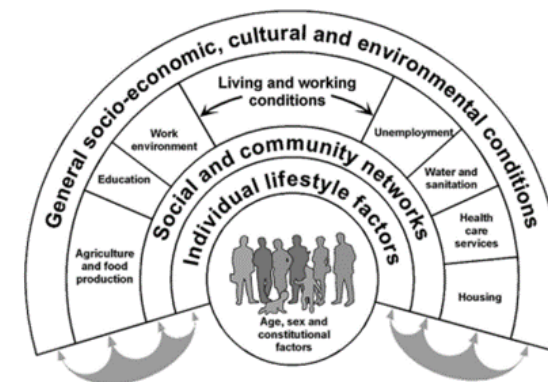 General socio-economic, cultural and environmental conditions
Living and working
conditions
Work
environment
Education
Agriculture
and food
production
Unemployment
Water and
sanitation
Health
care
services
Housing
Social and community networks
Individual lifestyle factors
Age, sex and
constitutional
factors